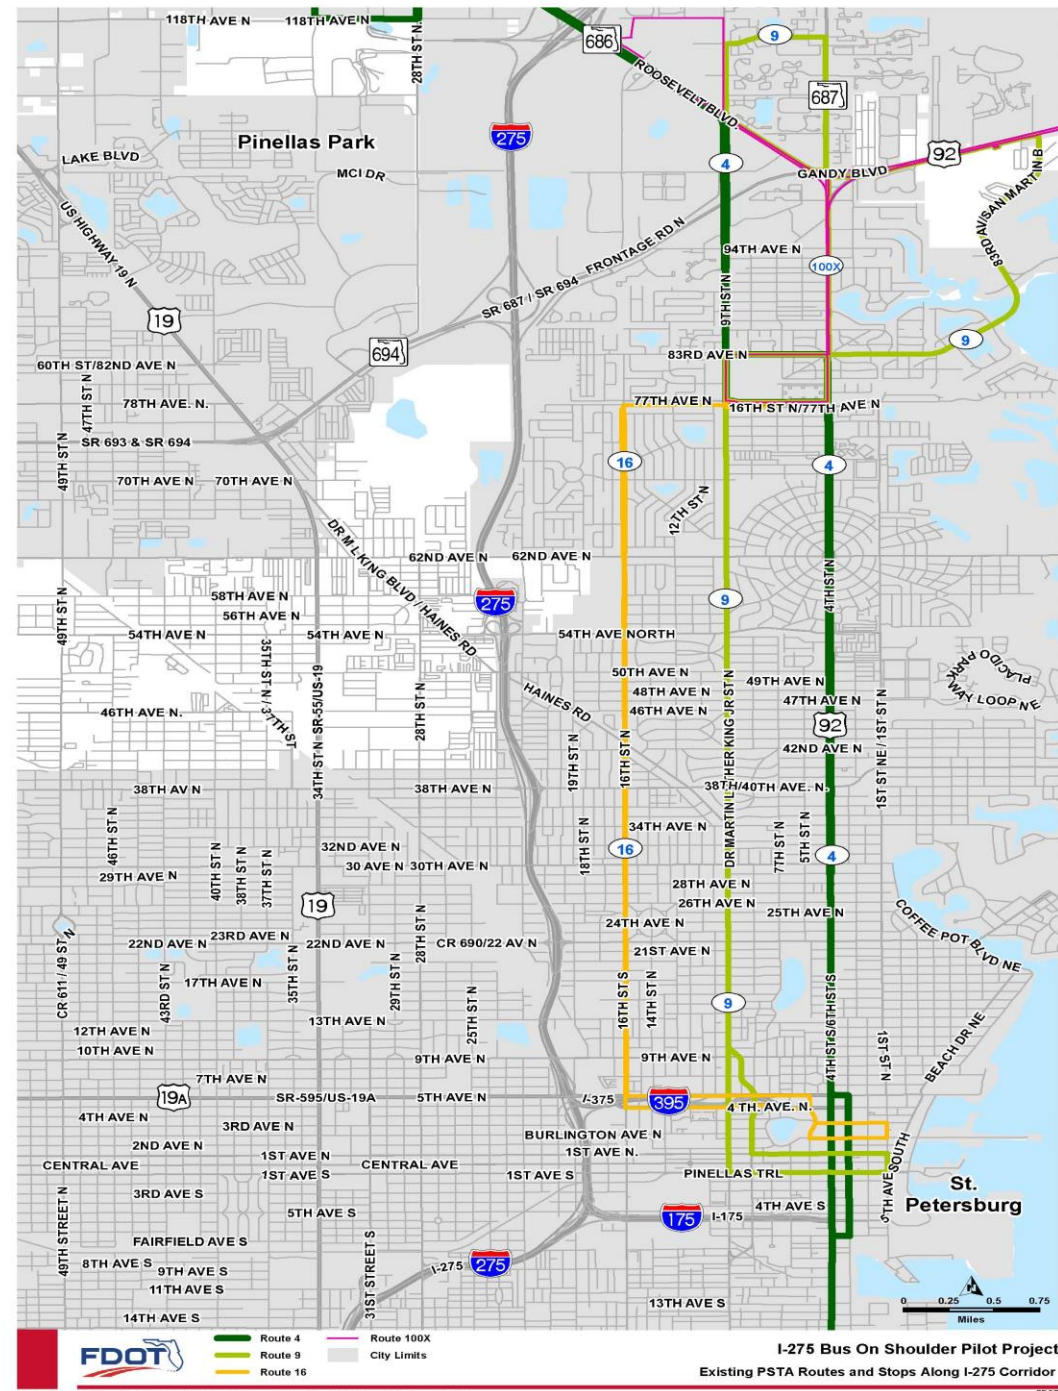 118TH AVE N
118TH AVE N
28TH ST N.
686
9
687
ROOSEVELT BLVD.
275
Pinellas Park
LAKE BLVD
MCI DR
4
92
GANDY BLVD
83RD AV/SAN MARTIN B
US HIGHWAY 19 N
FRONTAGE RD N
94TH AVE N
100X
SR 687 / SR 694
9TH ST N
19
694
9
83RD AVE N
60TH ST/82ND AVE N
47TH ST N
78TH AVE. N.
77TH AVE N
16TH ST N/77TH AVE N
SR 693 & SR 694
49TH ST N
16
4
70TH AVE N
70TH AVE N
12TH ST N
DR M L KING BLVD / HAINES RD
62ND AVE N
62ND AVE N
4TH ST N
58TH AVE N
275
9
49TH ST N
56TH AVE N
54TH AVE N
54TH AVE N
54TH AVE NORTH
35TH ST N / 37TH ST
34TH ST N SR-55/US-19
28TH ST N
50TH AVE N
48TH AVE N
46TH AVE N
49TH AVE N
47TH AVE N
PLACIDO PARK
WAY LOOP NE
HAINES RD
46TH AVE N.
92
42ND AVE N
1ST ST NE / 1ST ST N
19TH ST N
16TH ST N
DR MARTIN LUTHER KING JR ST N
38TH AV N
38TH AVE N
38TH/40TH AVE. N.
46TH ST N
34TH AVE N
7TH ST N
5TH ST N
18TH ST N
16
4
32ND AVE N
30 AVE N
30TH AVE N
29TH AVE N
40TH ST N
38TH ST N
37TH ST N
28TH AVE N
26TH AVE N
25TH AVE N
19
24TH AVE N
COFFEE POT BLVD NE
CR 611 / 49 ST N
22ND AVE N
23RD AVE N
22ND AVE N
28TH ST N
CR 690/22 AV N
21ST AVE N
43RD ST N
17TH AVE N
35TH ST N
29TH ST N
25TH ST N
16TH ST S
14TH ST N
9
4TH ST S/6TH ST S
12TH AVE N
13TH AVE N
10TH AVE N
9TH AVE N
9TH AVE N
1ST ST N
BEACH DR NE
7TH AVE N
19A
SR-595/US-19A
5TH AVE N
I-375
395
4 TH. AVE. N.
4TH AVE N
3RD AVE N
2ND AVE N
BURLINGTON AVE N
1ST AVE N
1ST AVE N.
CENTRAL AVE
CENTRAL AVE
1ST AVE S
1ST AVE S
PINELLAS TRL
5TH AVE SOUTH
St.
Petersburg
49TH STREET N
3RD AVE S
5TH AVE S
175
I-175
4TH AVE S
FAIRFIELD AVE S
8TH AVE S
9TH AVE S
11TH AVE S
14TH AVE S
31ST STREET S
I-275
275
13TH AVE S
0 0.25 0.5 0.75
Miles
FDOT
Route 4
Route 9
Route 16
Route 100X
City Limits
I-275 Bus On Shoulder Pilot Project
Existing PSTA Routes and Stops Along I-275 Corridor